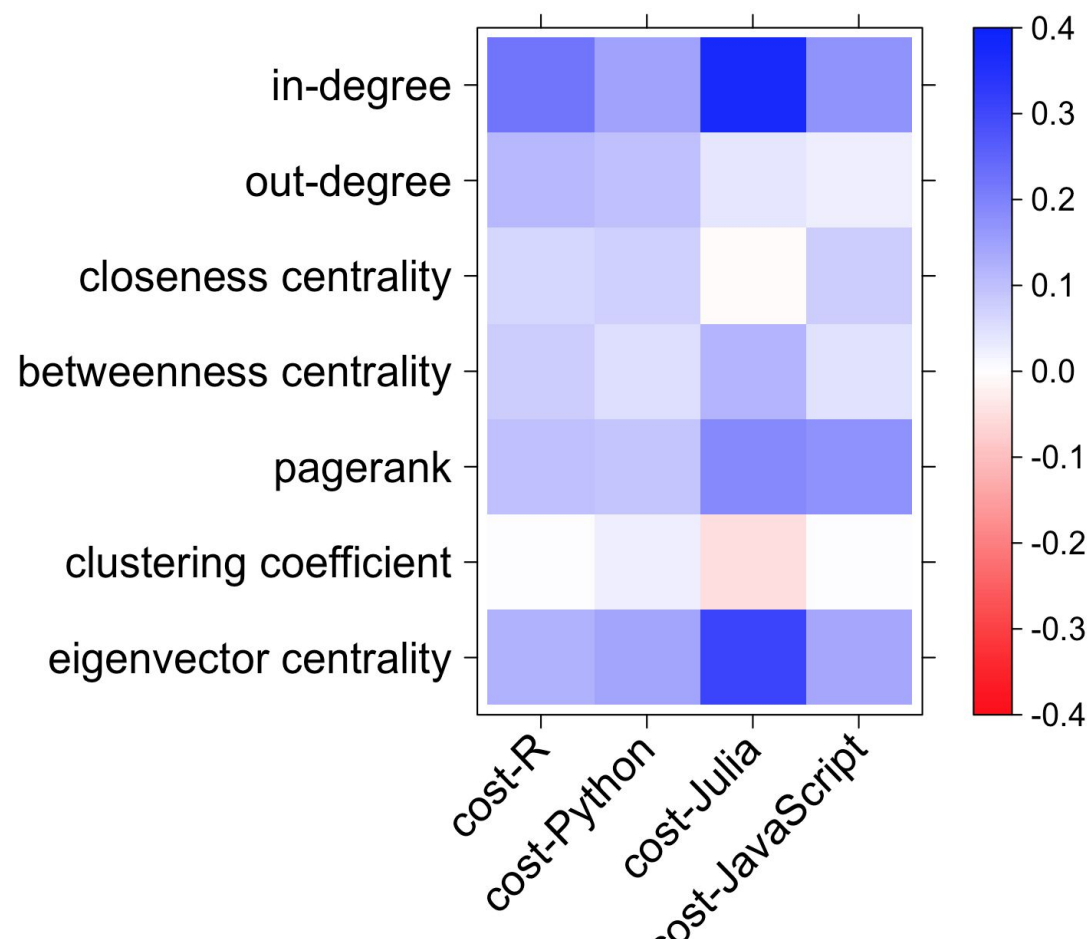 in-degree
out-degree
closeness centrality
betweenness centrality
pagerank
clustering coefficient
eigenvector centrality
cost-R
cost-Python
cost-Julia
cost-JavaScript
0.4
0.3
0.2
0.1
0.0
-0.1
-0.2
-0.3
-0.4